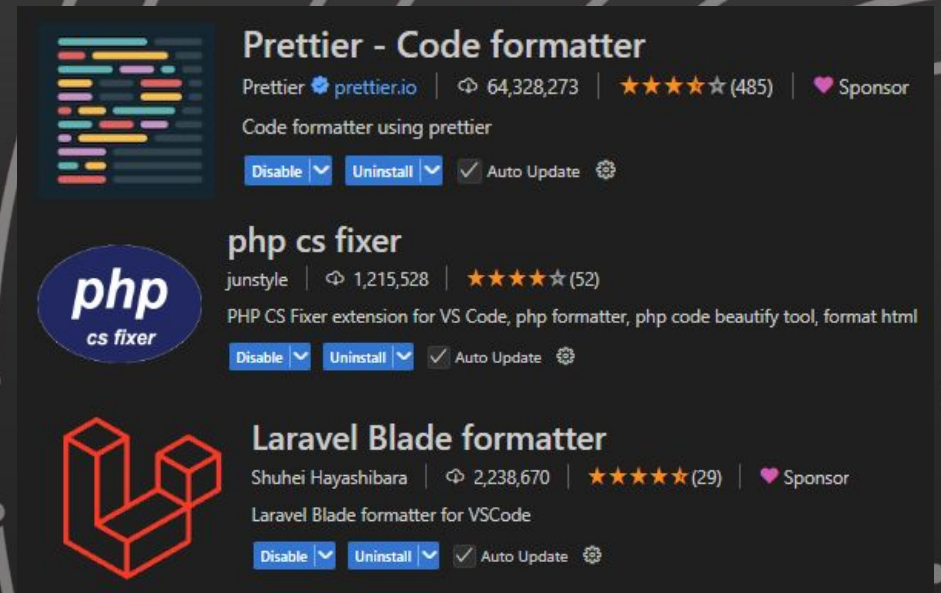 Prettier - Code formatter
Prettier prettier.io 64,328,273 (485) Sponsor
Code formatter using prettier
Disable Uninstall Auto Update
php cs fixer
junstyle 1,215,528 (52)
php
cs fixer
PHP CS Fixer extension for VS Code, php formatter, php code beautify tool, format html
Disable Uninstall Auto Update
Laravel Blade formatter
Shuhei Hayashibara 2,238,670 (29) Sponsor
Laravel Blade formatter for VSCode
Disable Uninstall Auto Update